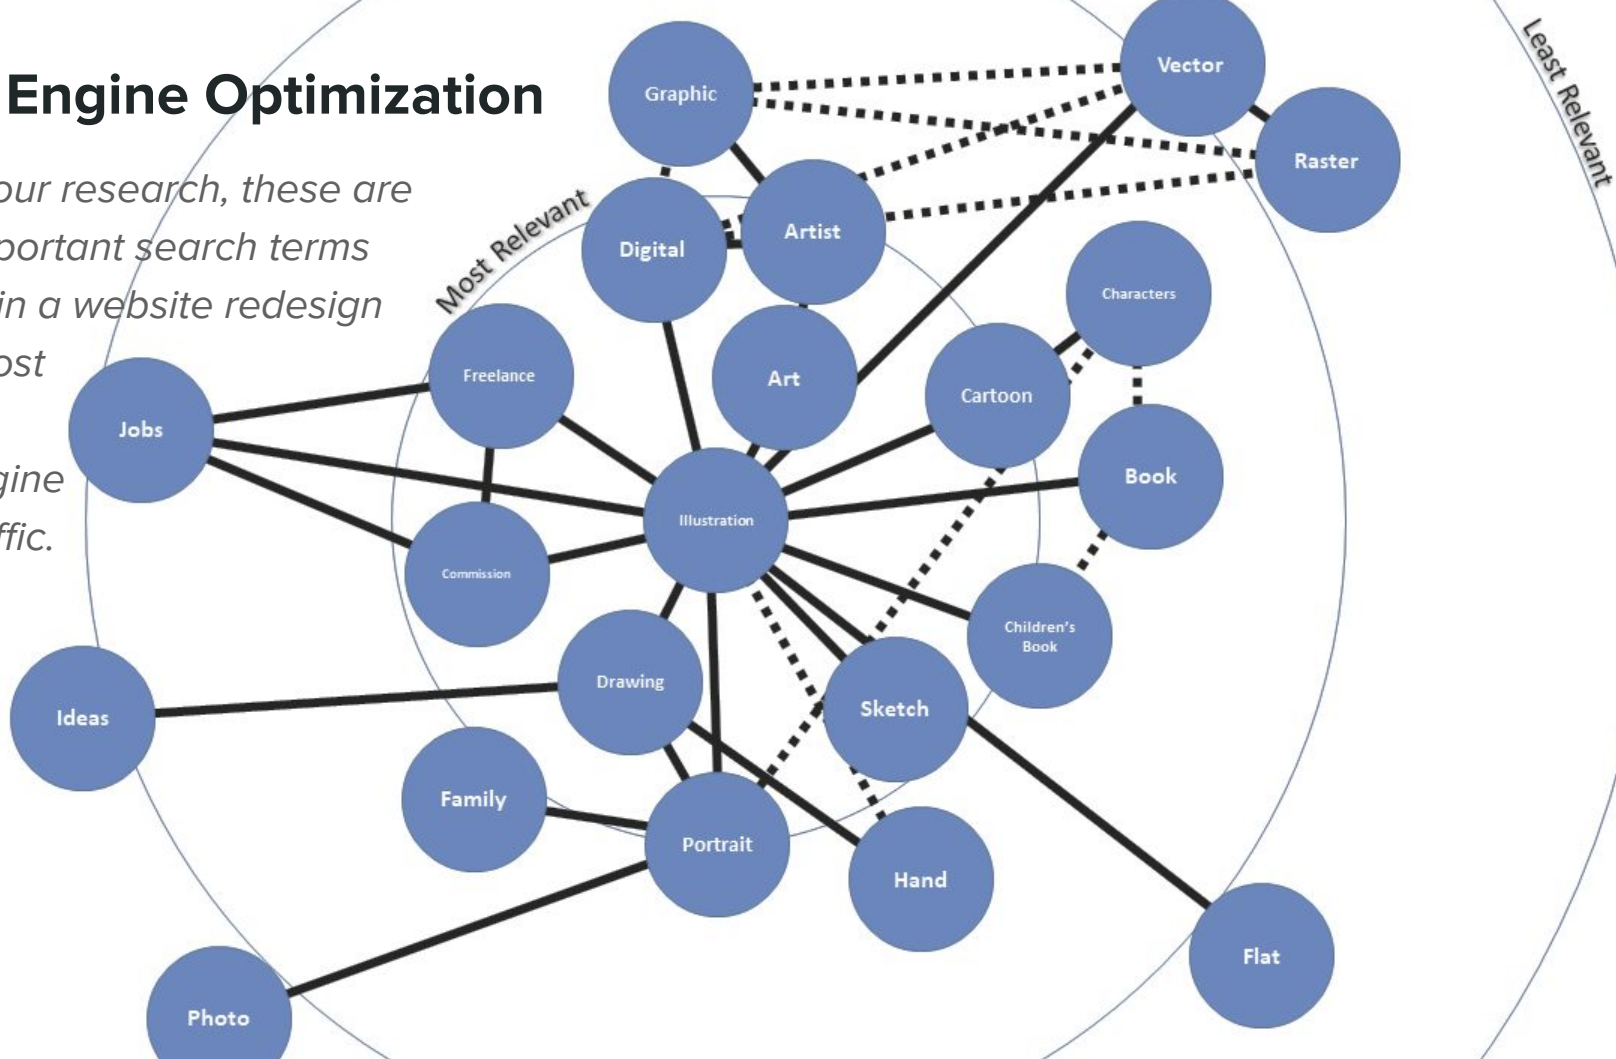 Engine Optimization
our research, these are
portant search terms
in a website redesign
ost
gine
ffic.
Most Relevant
Least Relevant
Graphic
Vector
Raster
Digital
Artist
Characters
Freelance
Art
Cartoon
Jobs
Book
Illustration
Commission
Children's
Book
Drawing
Sketch
Ideas
Family
Portrait
Hand
Flat
Photo